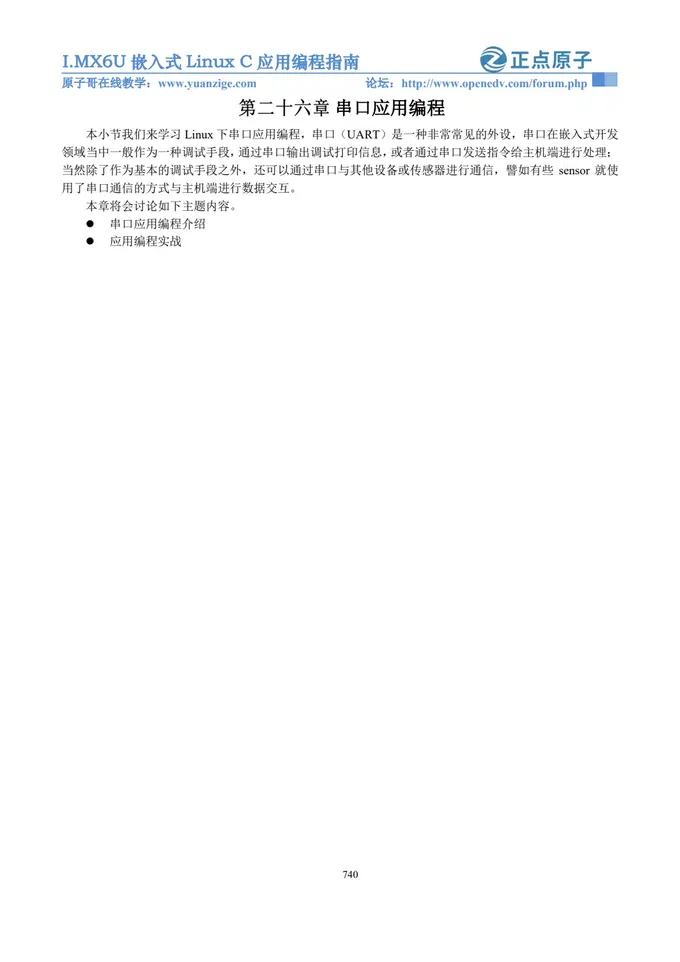 I.MX6U 嵌入式 Linux C 应用编程指南
正点原子
原子哥在线教学：www.yuanzige.com 论坛：http://www.openedv.com/forum.php
第二十六章 串口应用编程
本小节我们来学习 Linux 下串口应用编程，串口（UART）是一种非常常见的外设，串口在嵌入式开发
领域当中一般作为一种调试手段，通过串口输出调试打印信息，或者通过串口发送指令给主机端进行处理；
当然除了作为基本的调试手段之外，还可以通过串口与其他设备或传感器进行通信，譬如有些 sensor 就使
用了串口通信的方式与主机端进行数据交互。
本章将会讨论如下主题内容。
● 串口应用编程介绍
● 应用编程实战
740